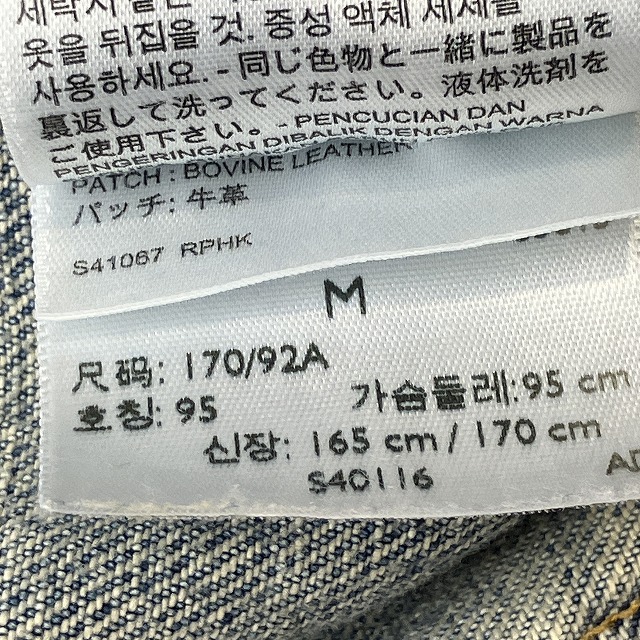 옷을 뒤집을 것. 중성 액체 세제를
사용하세요. - 同じ色物と一緒に製品を
裏返して洗ってください。液体洗剤を
ご使用下さい。. PENCUCIAN DAN
PENGERINGAN DISALIK DENGAN WARNA
PATCH: BOVINE LEATHER
パッチ: 牛革
S41067 RPHK
M
尺码: 170/92A
호칭: 95 가슴둘레: 95 cm
신장: 165 cm / 170 cm
S40116